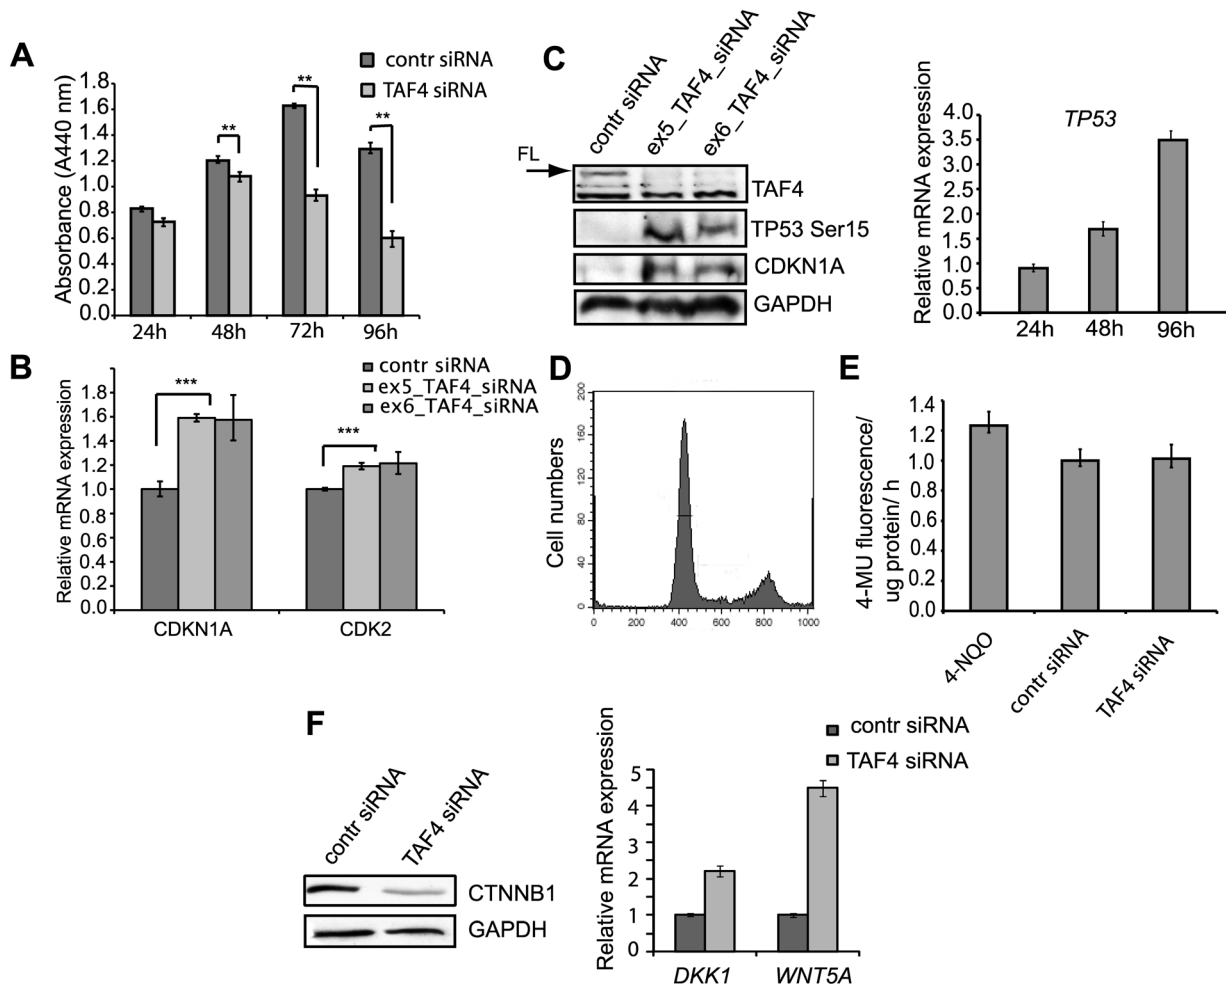 A
contr siRNA
TAF4 siRNA
Absorbance (A440 nm)
1.8
1.6
1.4
1.2
1.0
0.8
0.6
0.4
0.2
0.0
**
**
**
24h
48h
72h
96h
B
contr siRNA
ex5_TAF4_siRNA
ex6_TAF4_siRNA
Relative mRNA expression
1.8
1.6
1.4
1.2
1.0
0.8
0.6
0.4
0.2
0.0
***
***
CDKN1A
CDK2
C
contr siRNA
ex5_TAF4_siRNA
ex6_TAF4_siRNA
FL
TAF4
TP53 Ser15
CDKN1A
GAPDH
TP53
Relative mRNA expression
4.0
3.5
3.0
2.5
2.0
1.5
1.0
0.5
0.0
24h
48h
96h
D
Cell numbers
200
160
120
80
40
0
0
200
400
600
800
1000
E
4-MU fluorescence/
ug protein/ h
1.4
1.2
1.0
0.8
0.6
0.4
0.2
0.0
4-NQO
contr siRNA
TAF4 siRNA
F
contr siRNA
TAF4 siRNA
CTNNB1
GAPDH
contr siRNA
TAF4 siRNA
Relative mRNA expression
5
4
3
2
1
0
DKK1
WNT5A